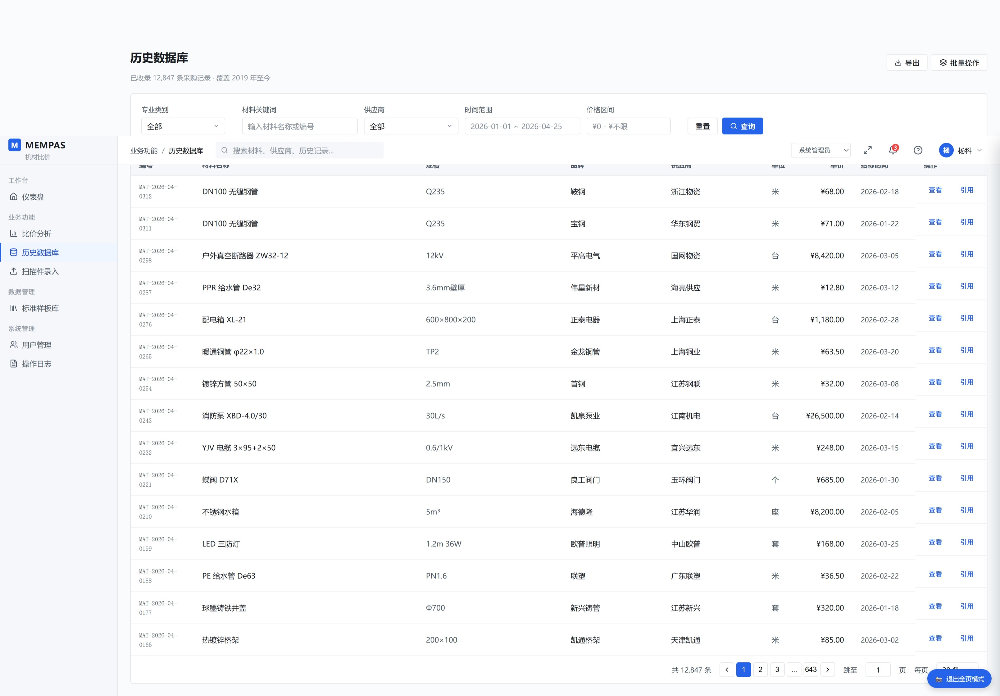 历史数据库
导出
批量操作
已收录 12,847 条采购记录 · 覆盖 2019 年至今
专业类别
材料关键词
供应商
时间范围
价格区间
全部
输入材料名称或编号
全部
2026-01-01 ~ 2026-04-25
¥0 - ¥不限
重置
查询
M MEMPAS
机材比价
业务功能 / 历史数据库
搜索材料、供应商、历史记录...
系统管理员
3
杨 杨科
工作台
仪表盘
业务功能
比价分析
历史数据库
扫描件录入
数据管理
标准样板库
系统管理
用户管理
操作日志
编号 材料名称 规格 品牌 供应商 单位 单价 招标时间 操作
MAT-2026-04-
0312
DN100 无缝钢管 Q235 鞍钢 浙江物资 米 ¥68.00 2026-02-18 查看 引用
MAT-2026-04-
0311
DN100 无缝钢管 Q235 宝钢 华东钢贸 米 ¥71.00 2026-01-22 查看 引用
MAT-2026-04-
0298
户外真空断路器 ZW32-12 12kV 平高电气 国网物资 台 ¥8,420.00 2026-03-05 查看 引用
MAT-2026-04-
0287
PPR 给水管 De32 3.6mm壁厚 伟星新材 海亮供应 米 ¥12.80 2026-03-12 查看 引用
MAT-2026-04-
0276
配电箱 XL-21 600×800×200 正泰电器 上海正泰 台 ¥1,180.00 2026-02-28 查看 引用
MAT-2026-04-
0265
暖通铜管 φ22×1.0 TP2 金龙铜管 上海铜业 米 ¥63.50 2026-03-20 查看 引用
MAT-2026-04-
0254
镀锌方管 50×50 2.5mm 首钢 江苏钢联 米 ¥32.00 2026-03-08 查看 引用
MAT-2026-04-
0243
消防泵 XBD-4.0/30 30L/s 凯泉泵业 江南机电 台 ¥26,500.00 2026-02-14 查看 引用
MAT-2026-04-
0232
YJV 电缆 3×95+2×50 0.6/1kV 远东电缆 宜兴远东 米 ¥248.00 2026-03-15 查看 引用
MAT-2026-04-
0221
蝶阀 D71X DN150 良工阀门 玉环阀门 个 ¥685.00 2026-01-30 查看 引用
MAT-2026-04-
0210
不锈钢水箱 5m³ 海德隆 江苏华润 座 ¥8,200.00 2026-02-05 查看 引用
MAT-2026-04-
0199
LED 三防灯 1.2m 36W 欧普照明 中山欧普 套 ¥168.00 2026-03-25 查看 引用
MAT-2026-04-
0188
PE 给水管 De63 PN1.6 联塑 广东联塑 米 ¥36.50 2026-02-22 查看 引用
MAT-2026-04-
0177
球墨铸铁井盖 Φ700 新兴铸管 江苏新兴 套 ¥320.00 2026-01-18 查看 引用
MAT-2026-04-
0166
热镀锌桥架 200×100 凯通桥架 天津凯通 米 ¥85.00 2026-03-02 查看 引用
共 12,847 条 1 2 3 ... 643 跳至 1 页 每页 20 条
退出全页模式